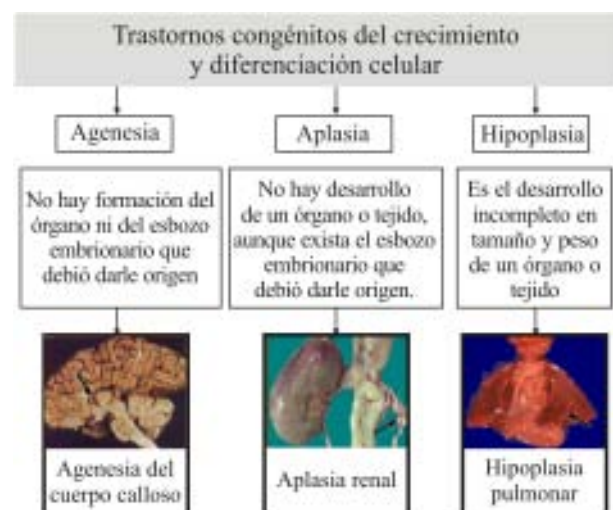 Trastornos congénitos del crecimiento
y diferenciación celular
Agenesia
Aplasia
Hipoplasia
No hay formación del
órgano ni del esbozo
embrionario que
debió darle origen
No hay desarrollo
de un órgano o tejido,
aunque exista el esbozo
embrionario que
debió darle origen.
Es el desarrollo
incompleto en
tamaño y peso
de un órgano o
tejido
Agenesia del
cuerpo calloso
Aplasia renal
Hipoplasia
pulmonar